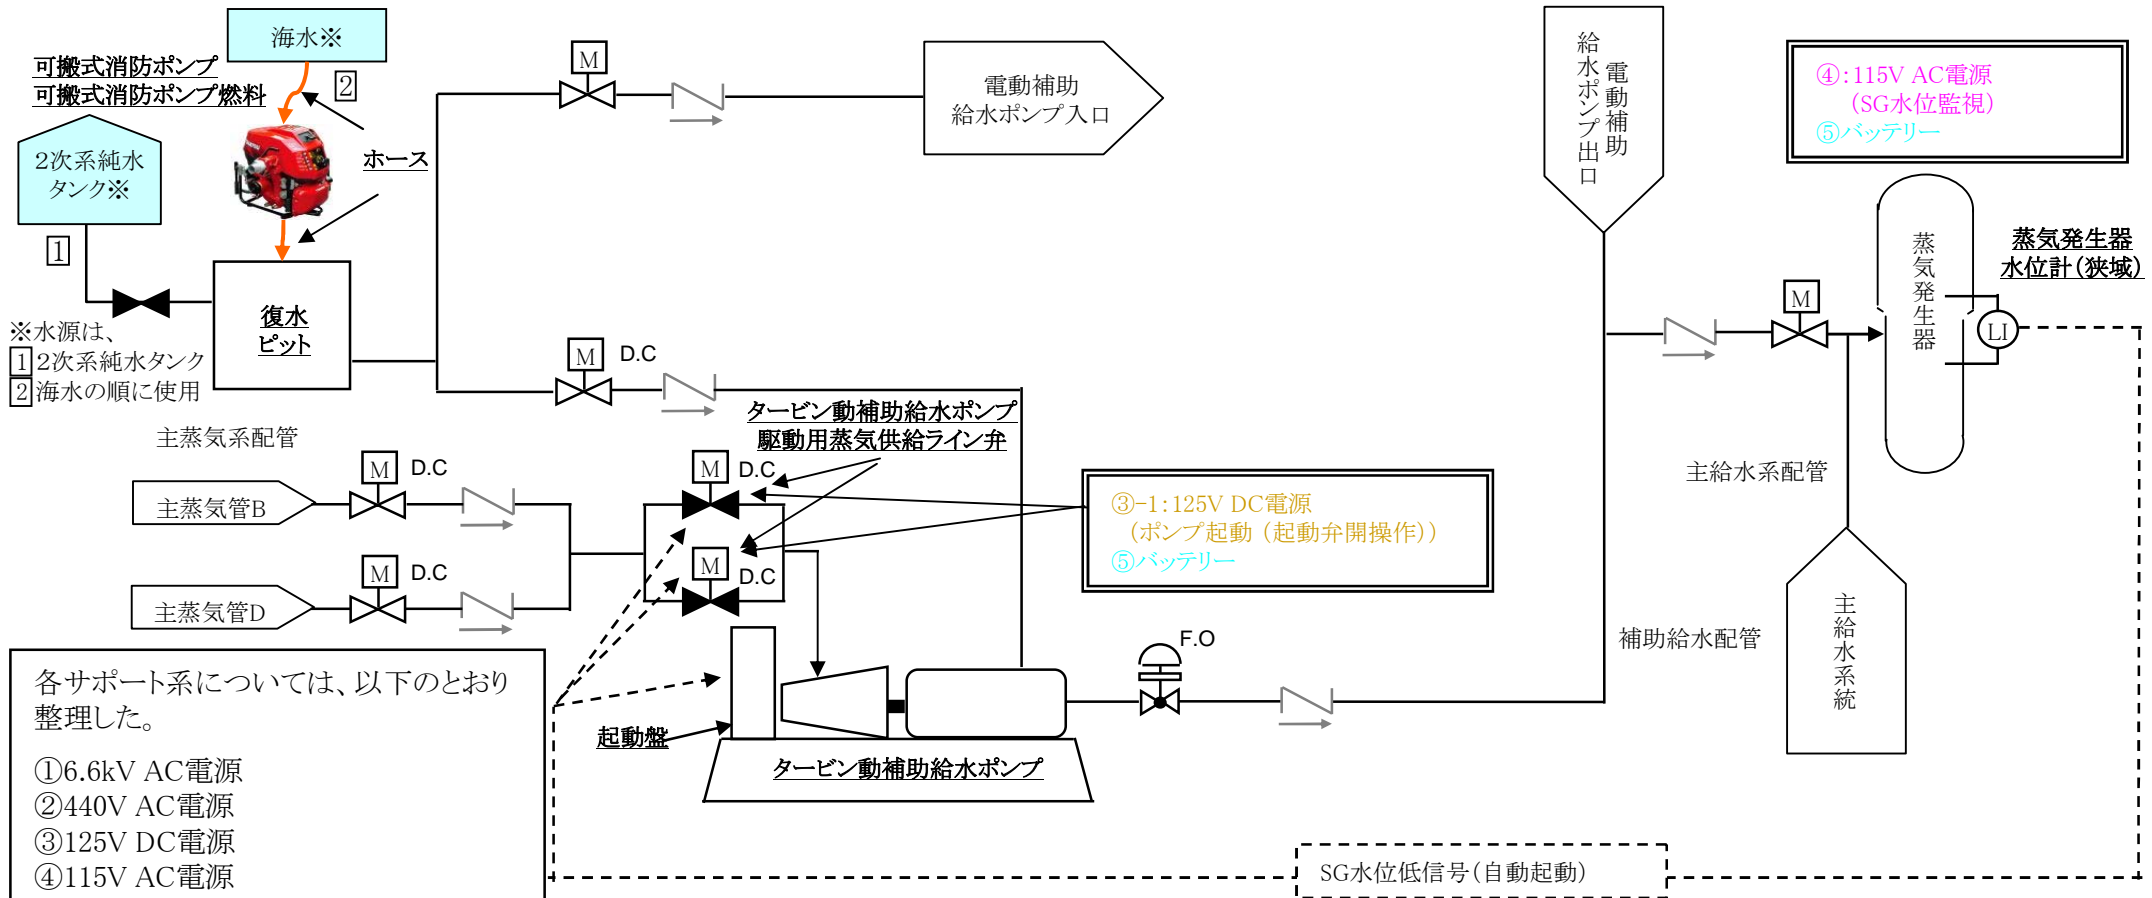 海水※
可搬式消防ポンプ
可搬式消防ポンプ燃料
2
2次系純水
タンク※
ホース
1
復水
ピット
※水源は、
1 2次系純水タンク
2 海水の順に使用
M
電動補助
給水ポンプ入口
M
D.C
電動補助
給水ポンプ出口
④:115V AC電源
(SG水位監視)
⑤バッテリー
蒸気発生器
蒸気発生器
水位計(狭域)
LI
M
主蒸気系配管
主蒸気管B
M
D.C
主蒸気管D
M
D.C
タービン動補助給水ポンプ
駆動用蒸気供給ライン弁
M
D.C
M
D.C
③-1:125V DC電源
(ポンプ起動(起動弁開操作))
⑤バッテリー
主給水系配管
主給水系統
補助給水配管
F.O
起動盤
タービン動補助給水ポンプ
各サポート系については、以下のとおり
整理した。
①6.6kV AC電源
②440V AC電源
③125V DC電源
④115V AC電源
SG水位低信号(自動起動)